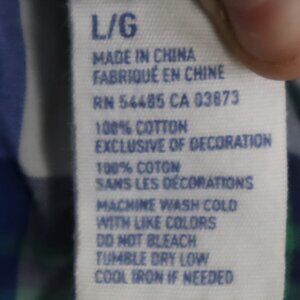 L/G
MADE IN CHINA
FABRIQUÉ EN CHINE
RN 54485 CA 03673
100% COTTON
EXCLUSIVE OF DECORATION
100% COTON
SANS LES DÉCORATIONS
MACHINE WASH COLD
WITH LIKE COLORS
DO NOT BLEACH
TUMBLE DRY LOW
COOL IRON IF NEEDED